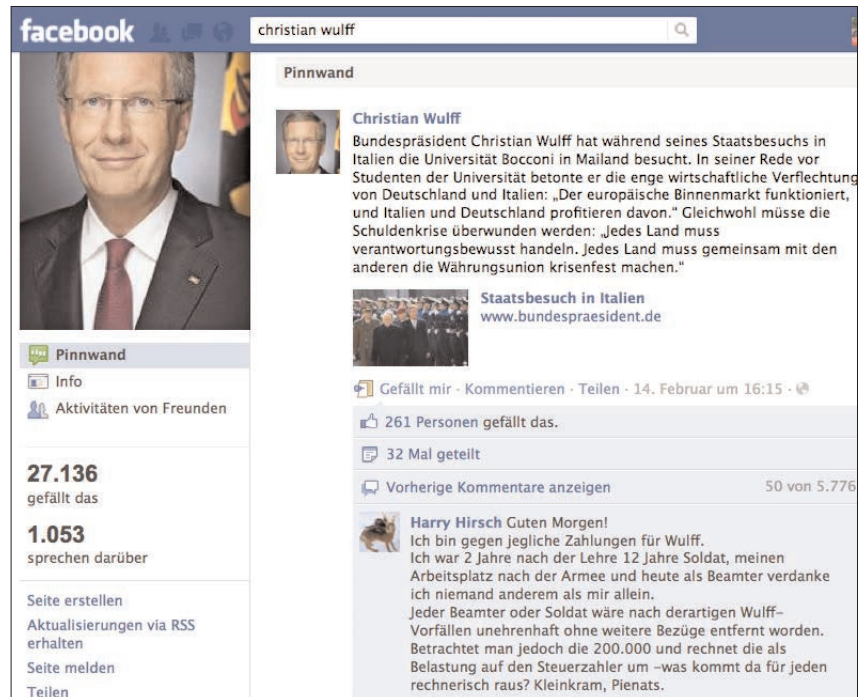 facebook
christian wulff
Pinnwand
Info
Aktivitäten von Freunden
27.136
gefällt das
1.053
sprechen darüber
Seite erstellen
Aktualisierungen via RSS
erhalten
Seite melden
Teilen
Pinnwand
Christian Wulff
Bundespräsident Christian Wulff hat während seines Staatsbesuchs in
Italien die Universität Bocconi in Mailand besucht. In seiner Rede vor
Studenten der Universität betonte er die enge wirtschaftliche Verflechtung
von Deutschland und Italien: „Der europäische Binnenmarkt funktioniert,
und Italien und Deutschland profitieren davon.“ Gleichwohl müsse die
Schuldenkrise überwunden werden: „Jedes Land muss
verantwortungsbewusst handeln. Jedes Land muss gemeinsam mit den
anderen die Währungsunion krisenfest machen.“
Staatsbesuch in Italien
www.bundespraesident.de
Gefällt mir · Kommentieren · Teilen · 14. Februar um 16:15 ·
261 Personen gefällt das.
32 Mal geteilt
Vorherige Kommentare anzeigen 50 von 5.776
Harry Hirsch Guten Morgen!
Ich bin gegen jegliche Zahlungen für Wulff.
Ich war 2 Jahre nach der Lehre 12 Jahre Soldat, meinen
Arbeitsplatz nach der Armee und heute als Beamter verdanke
ich niemand anderem als mir allein.
Jeder Beamter oder Soldat wäre nach derartigen Wulff-
Vorfällen unehrenhaft ohne weitere Bezüge entfernt worden.
Betrachtet man jedoch die 200.000 und rechnet die als
Belastung auf den Steuerzahler um –was kommt da für jeden
rechnerisch raus? Kleinkram, Pienats.